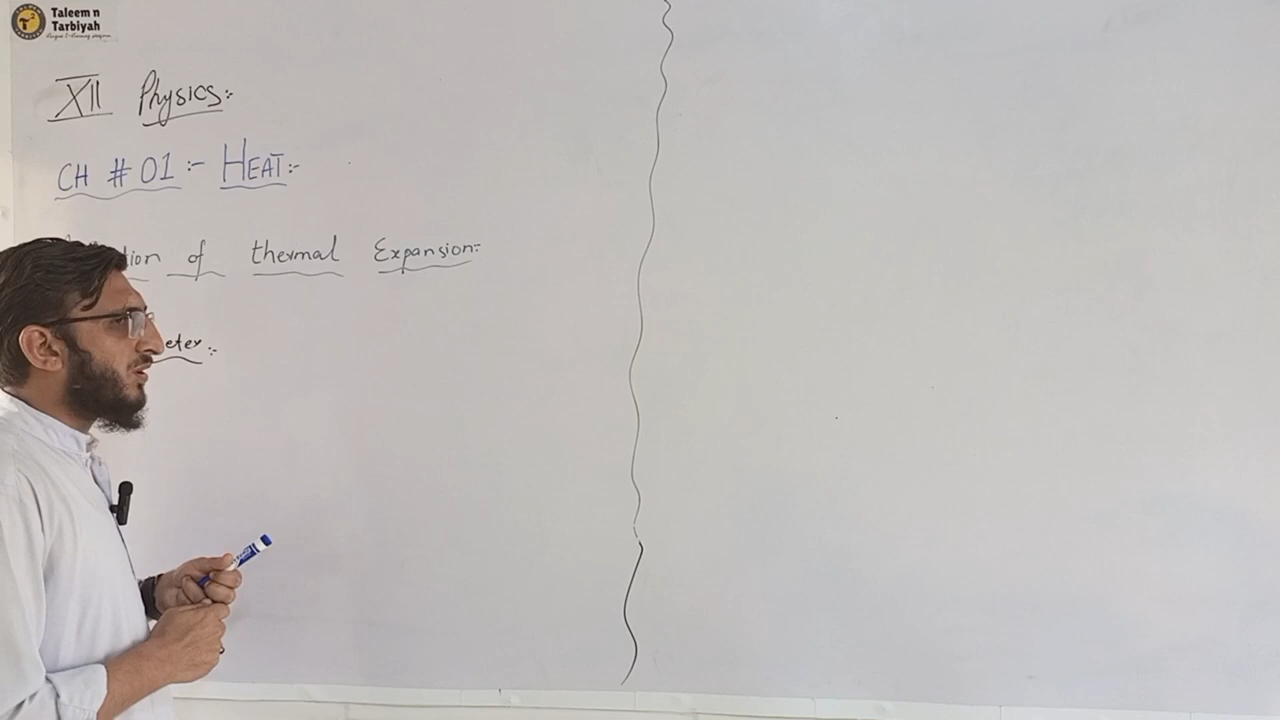 Taleem n
Tarbiyah
XII Physics:-
CH # 01 :- HEAT:-
of thermal Expansion:-